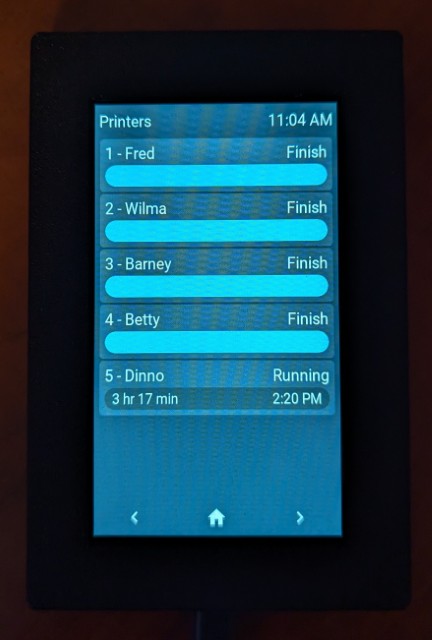 Printers 11:04 AM
1 - Fred Finish
2 - Wilma Finish
3 - Barney Finish
4 - Betty Finish
5 - Dinno Running
3 hr 17 min 2:20 PM